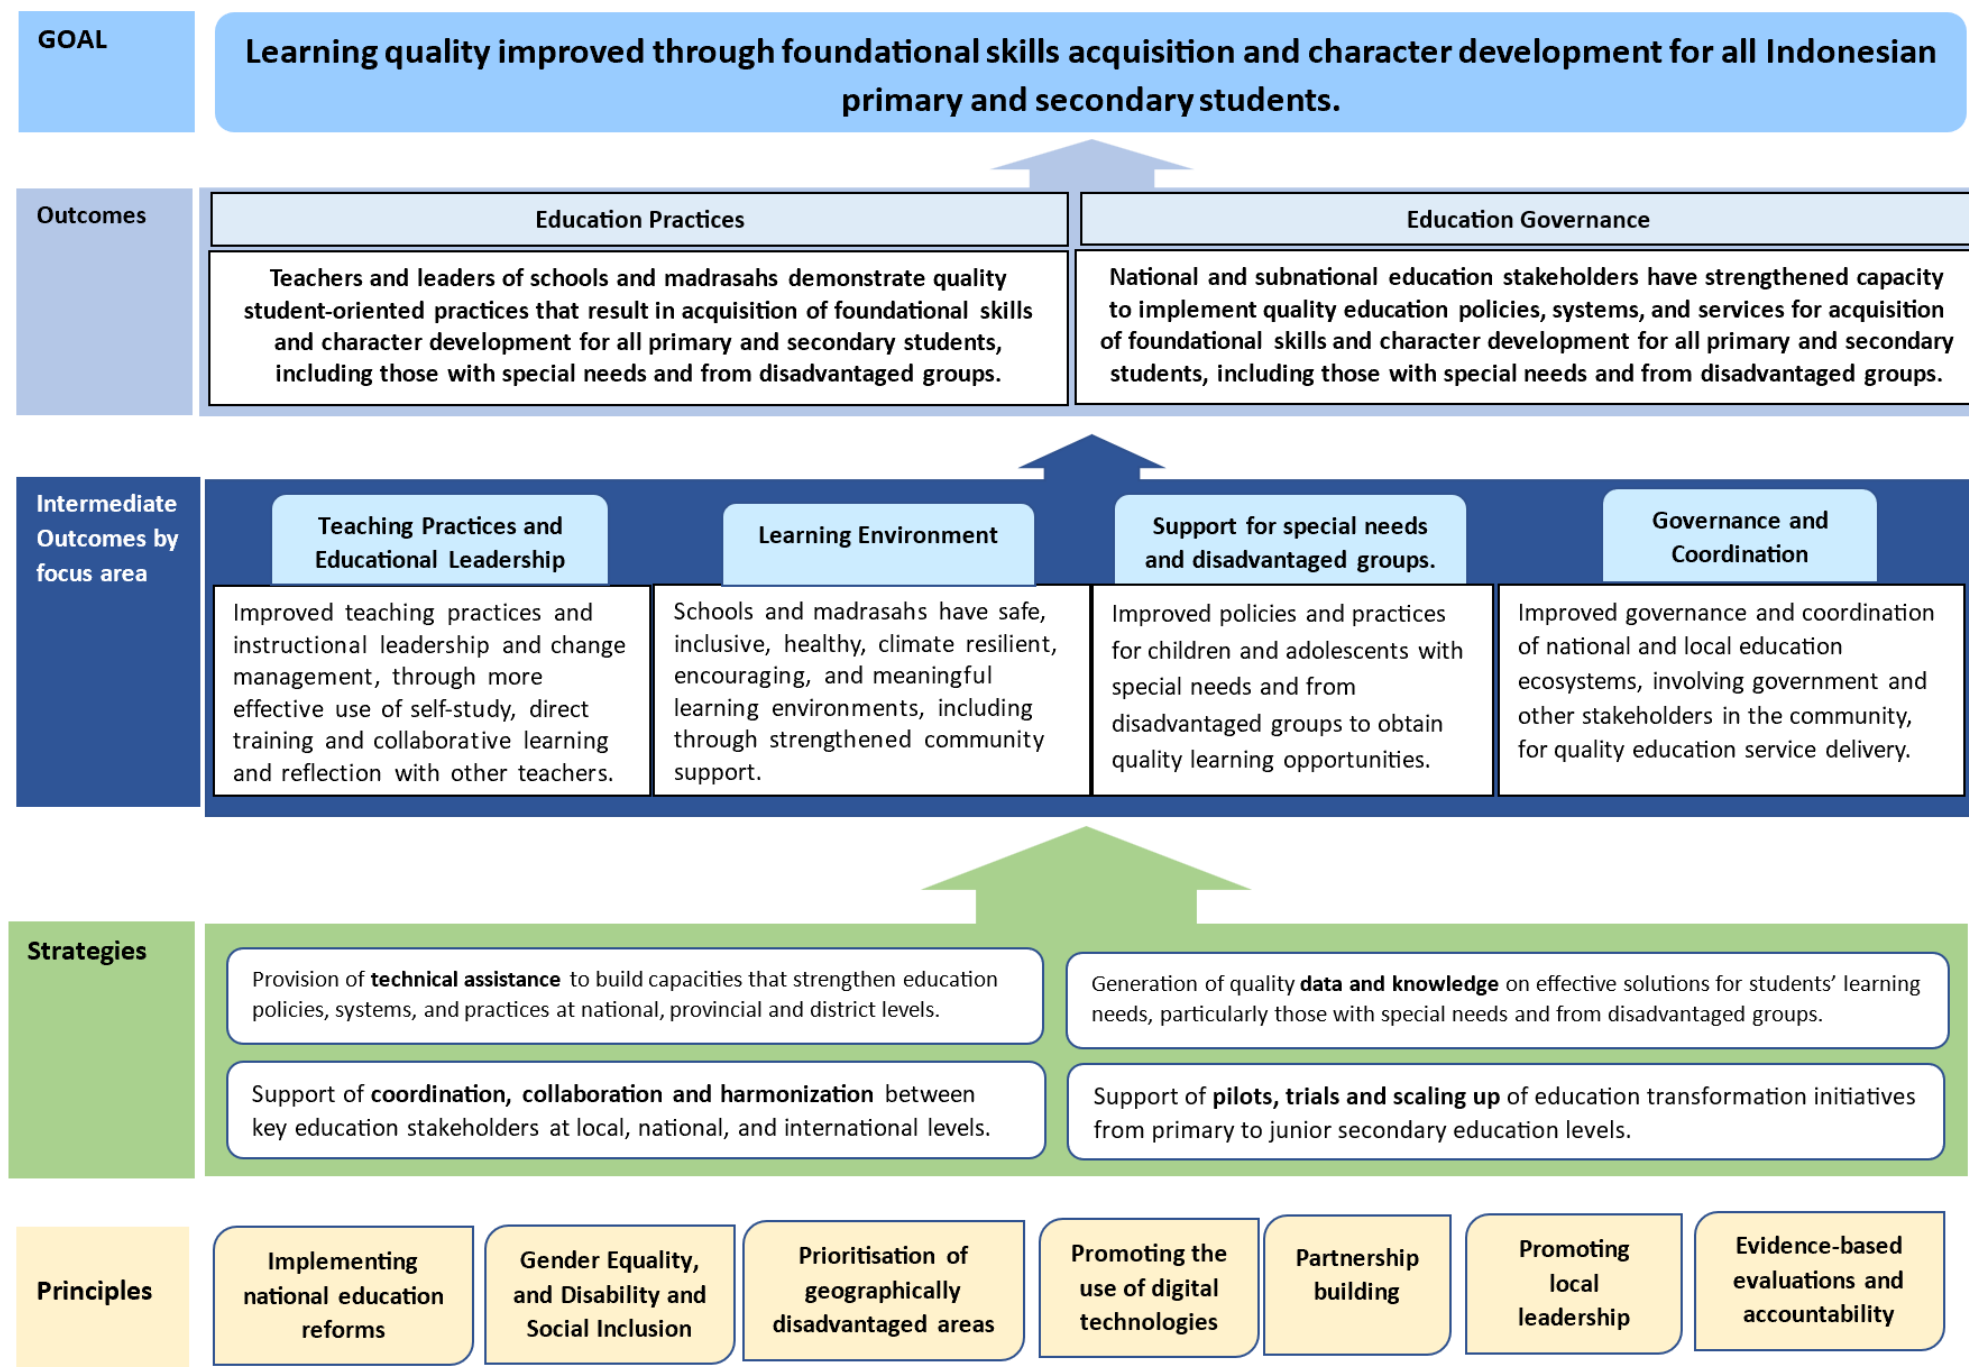 GOAL
Learning quality improved through foundational skills acquisition and character development for all Indonesian
primary and secondary students.
Outcomes
Education Practices
Teachers and leaders of schools and madrasahs demonstrate quality
student-oriented practices that result in acquisition of foundational skills
and character development for all primary and secondary students,
including those with special needs and from disadvantaged groups.
Education Governance
National and subnational education stakeholders have strengthened capacity
to implement quality education policies, systems, and services for acquisition
of foundational skills and character development for all primary and secondary
students, including those with special needs and from disadvantaged groups.
Intermediate
Outcomes by
focus area
Teaching Practices and
Educational Leadership
Improved teaching practices and
instructional leadership and change
management, through more
effective use of self-study, direct
training and collaborative learning
and reflection with other teachers.
Learning Environment
Schools and madrasahs have safe,
inclusive, healthy, climate resilient,
encouraging, and meaningful
learning environments, including
through strengthened community
support.
Support for special needs
and disadvantaged groups.
Improved policies and practices
for children and adolescents with
special needs and from
disadvantaged groups to obtain
quality learning opportunities.
Governance and
Coordination
Improved governance and coordination
of national and local education
ecosystems, involving government and
other stakeholders in the community,
for quality education service delivery.
Strategies
Provision of technical assistance to build capacities that strengthen education
policies, systems, and practices at national, provincial and district levels.
Generation of quality data and knowledge on effective solutions for students’ learning
needs, particularly those with special needs and from disadvantaged groups.
Support of coordination, collaboration and harmonization between
key education stakeholders at local, national, and international levels.
Support of pilots, trials and scaling up of education transformation initiatives
from primary to junior secondary education levels.
Principles
Implementing
national education
reforms
Gender Equality,
and Disability and
Social Inclusion
Prioritisation of
geographically
disadvantaged areas
Promoting the
use of digital
technologies
Partnership
building
Promoting
local
leadership
Evidence-based
evaluations and
accountability